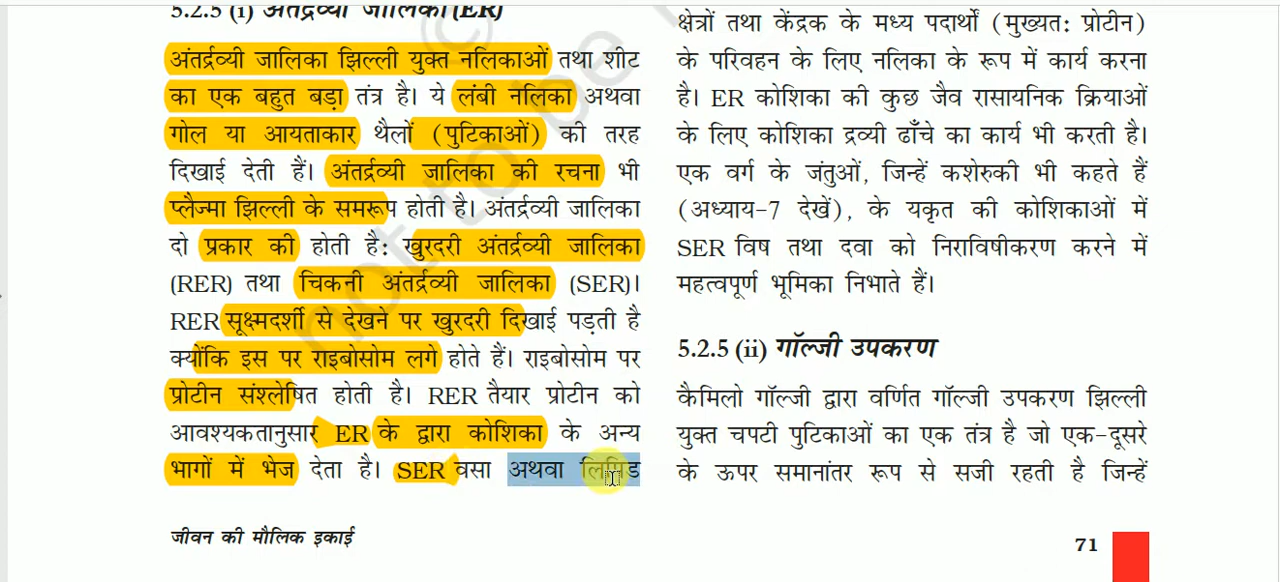 5.2.5 (i) अंतर्द्रव्यी जालिका (ER)
अंतर्द्रव्यी जालिका झिल्ली युक्त नलिकाओं तथा शीट
का एक बहुत बड़ा तंत्र है। ये लंबी नलिका अथवा
गोल या आयताकार थैलों (पुटिकाओं) की तरह
दिखाई देती हैं। अंतर्द्रव्यी जालिका की रचना भी
प्लैज्मा झिल्ली के समरूप होती है। अंतर्द्रव्यी जालिका
दो प्रकार की होती है: खुरदरी अंतर्द्रव्यी जालिका
(RER) तथा चिकनी अंतर्द्रव्यी जालिका (SER)।
RER सूक्ष्मदर्शी से देखने पर खुरदरी दिखाई पड़ती है
क्योंकि इस पर राइबोसोम लगे होते हैं। राइबोसोम पर
प्रोटीन संश्लेषित होती है। RER तैयार प्रोटीन को
आवश्यकतानुसार ER के द्वारा कोशिका के अन्य
भागों में भेज देता है। SER वसा अथवा लिपिड
जीवन की मौलिक इकाई
क्षेत्रों तथा केंद्रक के मध्य पदार्थों (मुख्यत: प्रोटीन)
के परिवहन के लिए नलिका के रूप में कार्य करना
है। ER कोशिका की कुछ जैव रासायनिक क्रियाओं
के लिए कोशिका द्रव्यी ढाँचे का कार्य भी करती है।
एक वर्ग के जंतुओं, जिन्हें कशेरुकी भी कहते हैं
(अध्याय-7 देखें), के यकृत की कोशिकाओं में
SER विष तथा दवा को निराविषीकरण करने में
महत्वपूर्ण भूमिका निभाते हैं।
5.2.5 (ii) गॉल्जी उपकरण
कैमिलो गॉल्जी द्वारा वर्णित गॉल्जी उपकरण झिल्ली
युक्त चपटी पुटिकाओं का एक तंत्र है जो एक-दूसरे
के ऊपर समानांतर रूप से सजी रहती है जिन्हें
71
© not to be